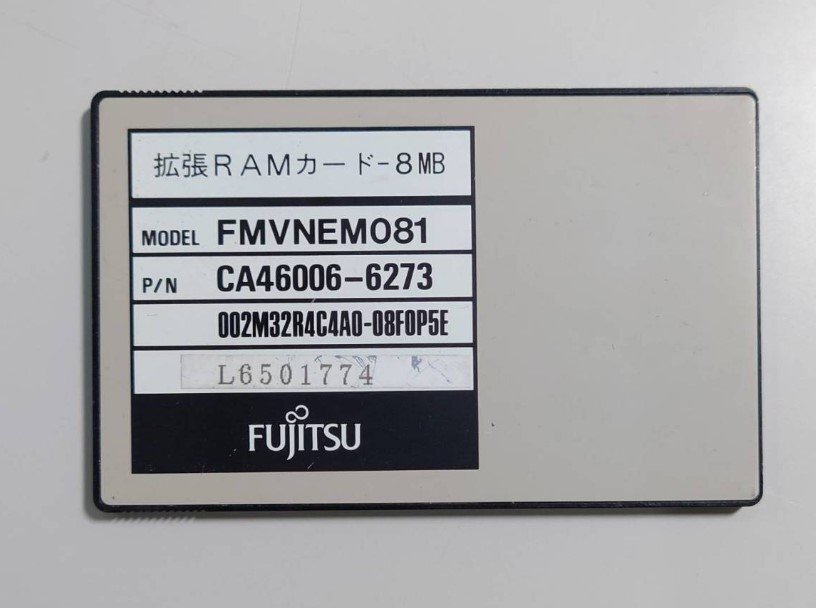 拡張RAMカード-8MB
MODEL FMVNEM081
P/N CA46006-6273
002M32R4C4A0-08F0P5E
L6501774
FUJITSU